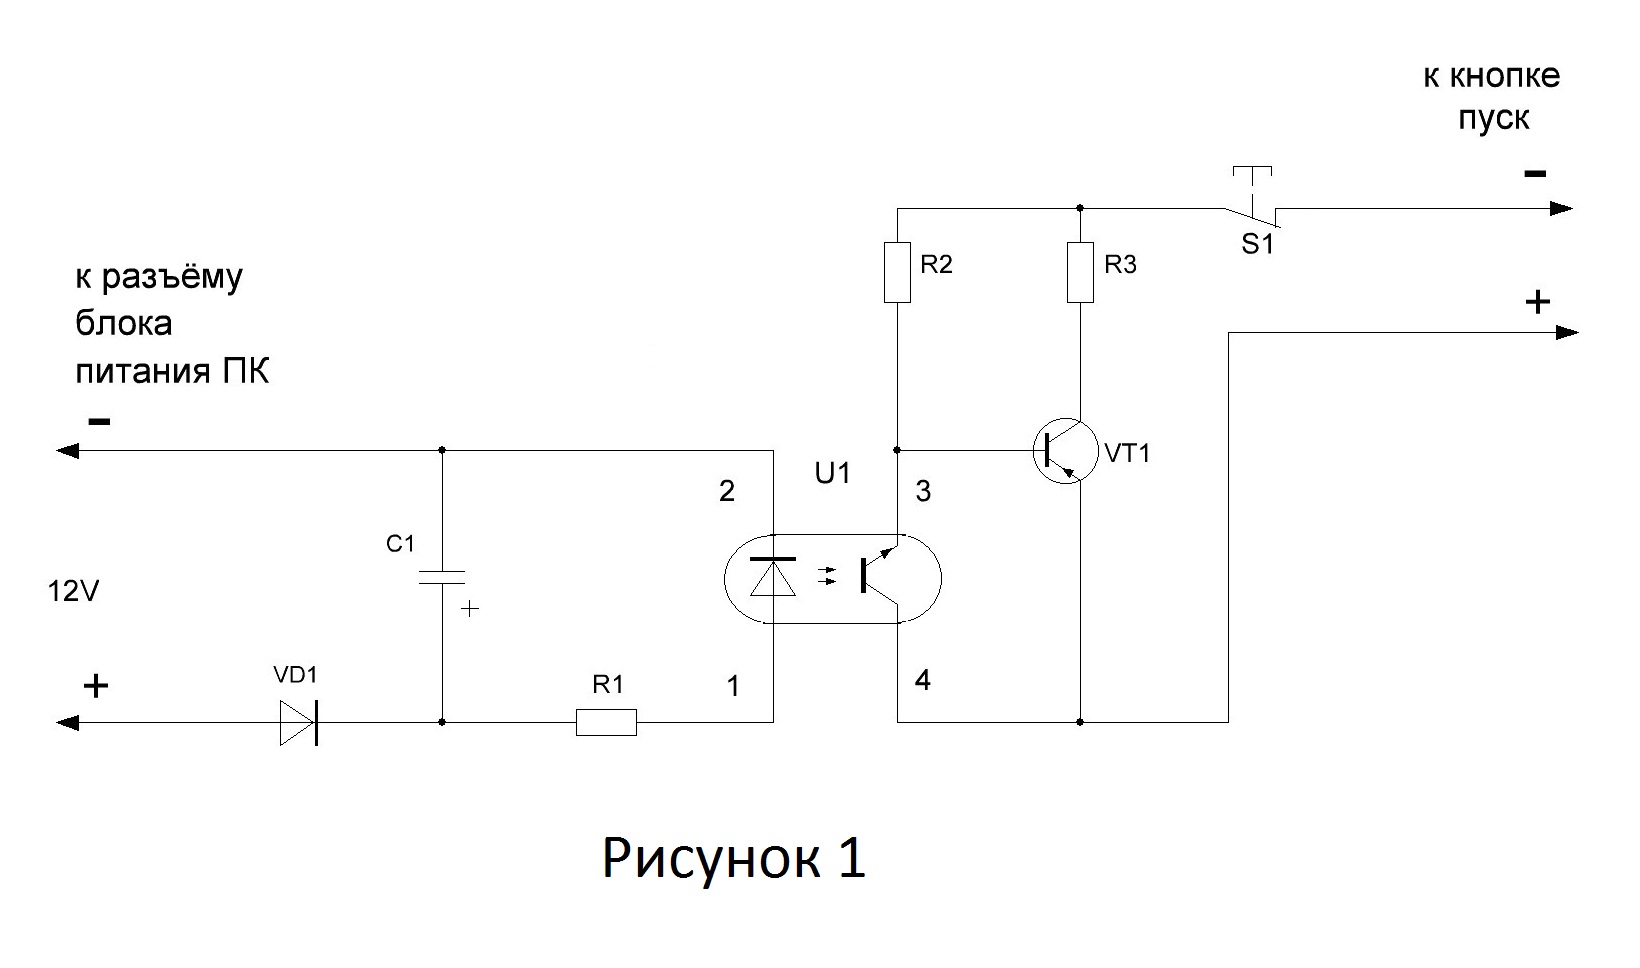 к кнопке
пуск
-
S1
R2
R3
+
к разъёму
блока
питания ПК
-
U1
VT1
2
3
C1
+
12V
+
VD1
R1
1
4
Рисунок 1